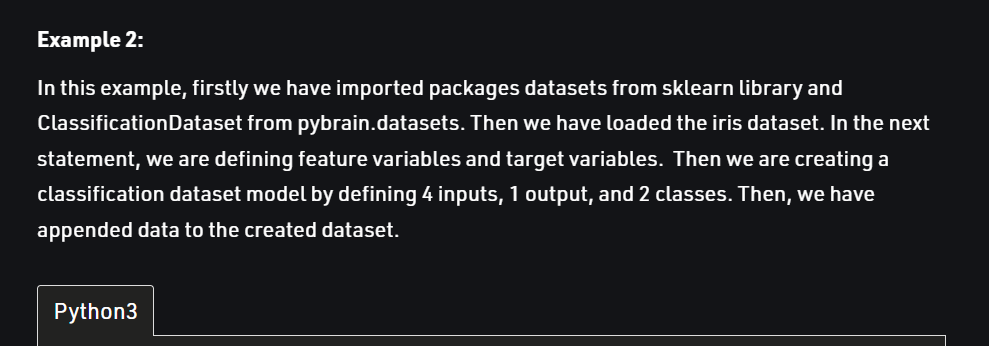 Example 2:
In this example, firstly we have imported packages datasets from sklearn library and
ClassificationDataset from pybrain.datasets. Then we have loaded the iris dataset. In the next
statement, we are defining feature variables and target variables.  Then we are creating a
classification dataset model by defining 4 inputs, 1 output, and 2 classes. Then, we have
appended data to the created dataset.
Python3